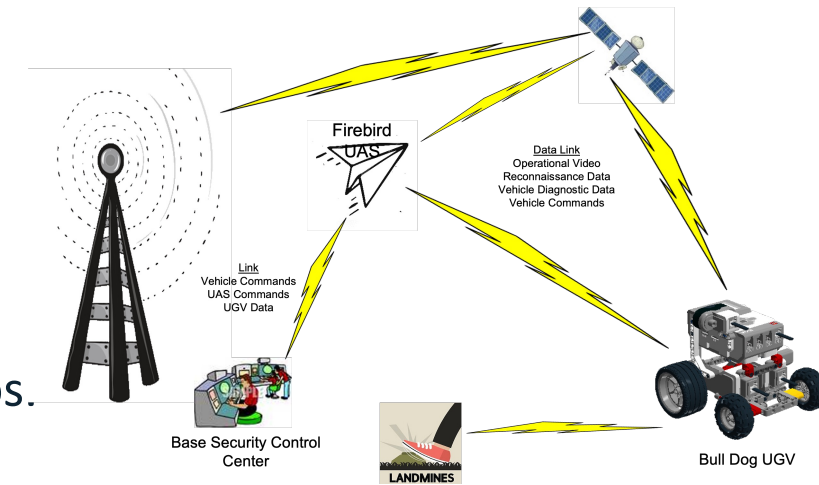 Firebird
UAS
Data Link
Operational Video
Reconnaissance Data
Vehicle Diagnostic Data
Vehicle Commands
Link
Vehicle Commands
UAS Commands
UGV Data
os.
Base Security Control
Center
LANDMINES
Bull Dog UGV